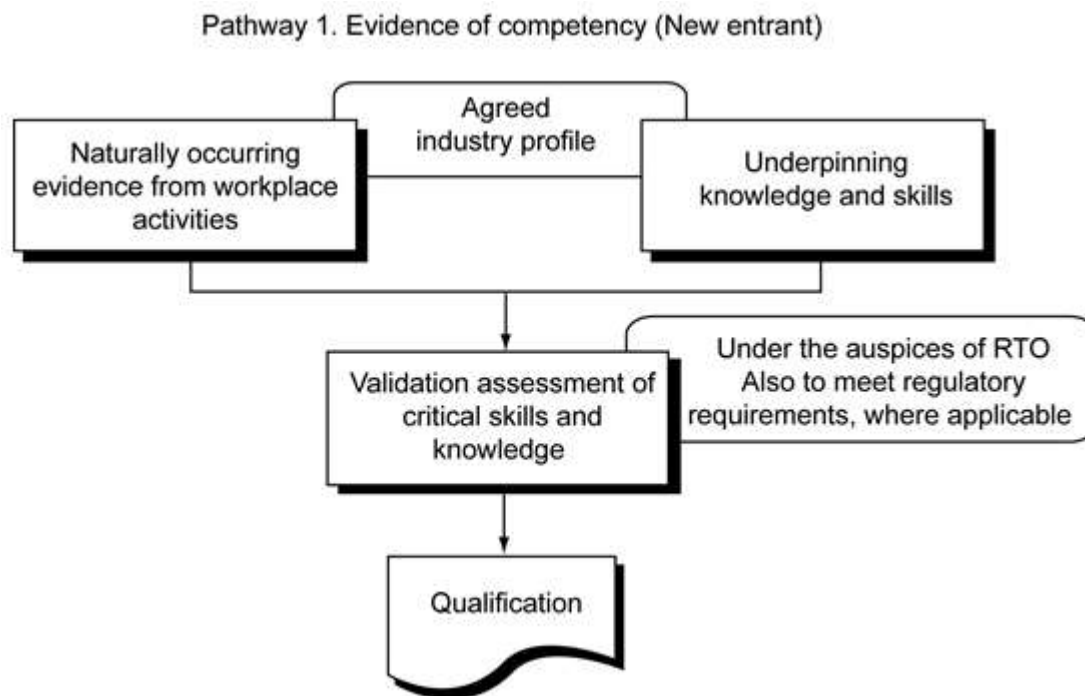 Pathway 1. Evidence of competency (New entrant)
Agreed
industry profile
Naturally occurring
evidence from workplace
activities
Underpinning
knowledge and skills
Validation assessment of
critical skills and
knowledge
Under the auspices of RTO
Also to meet regulatory
requirements, where applicable
Qualification